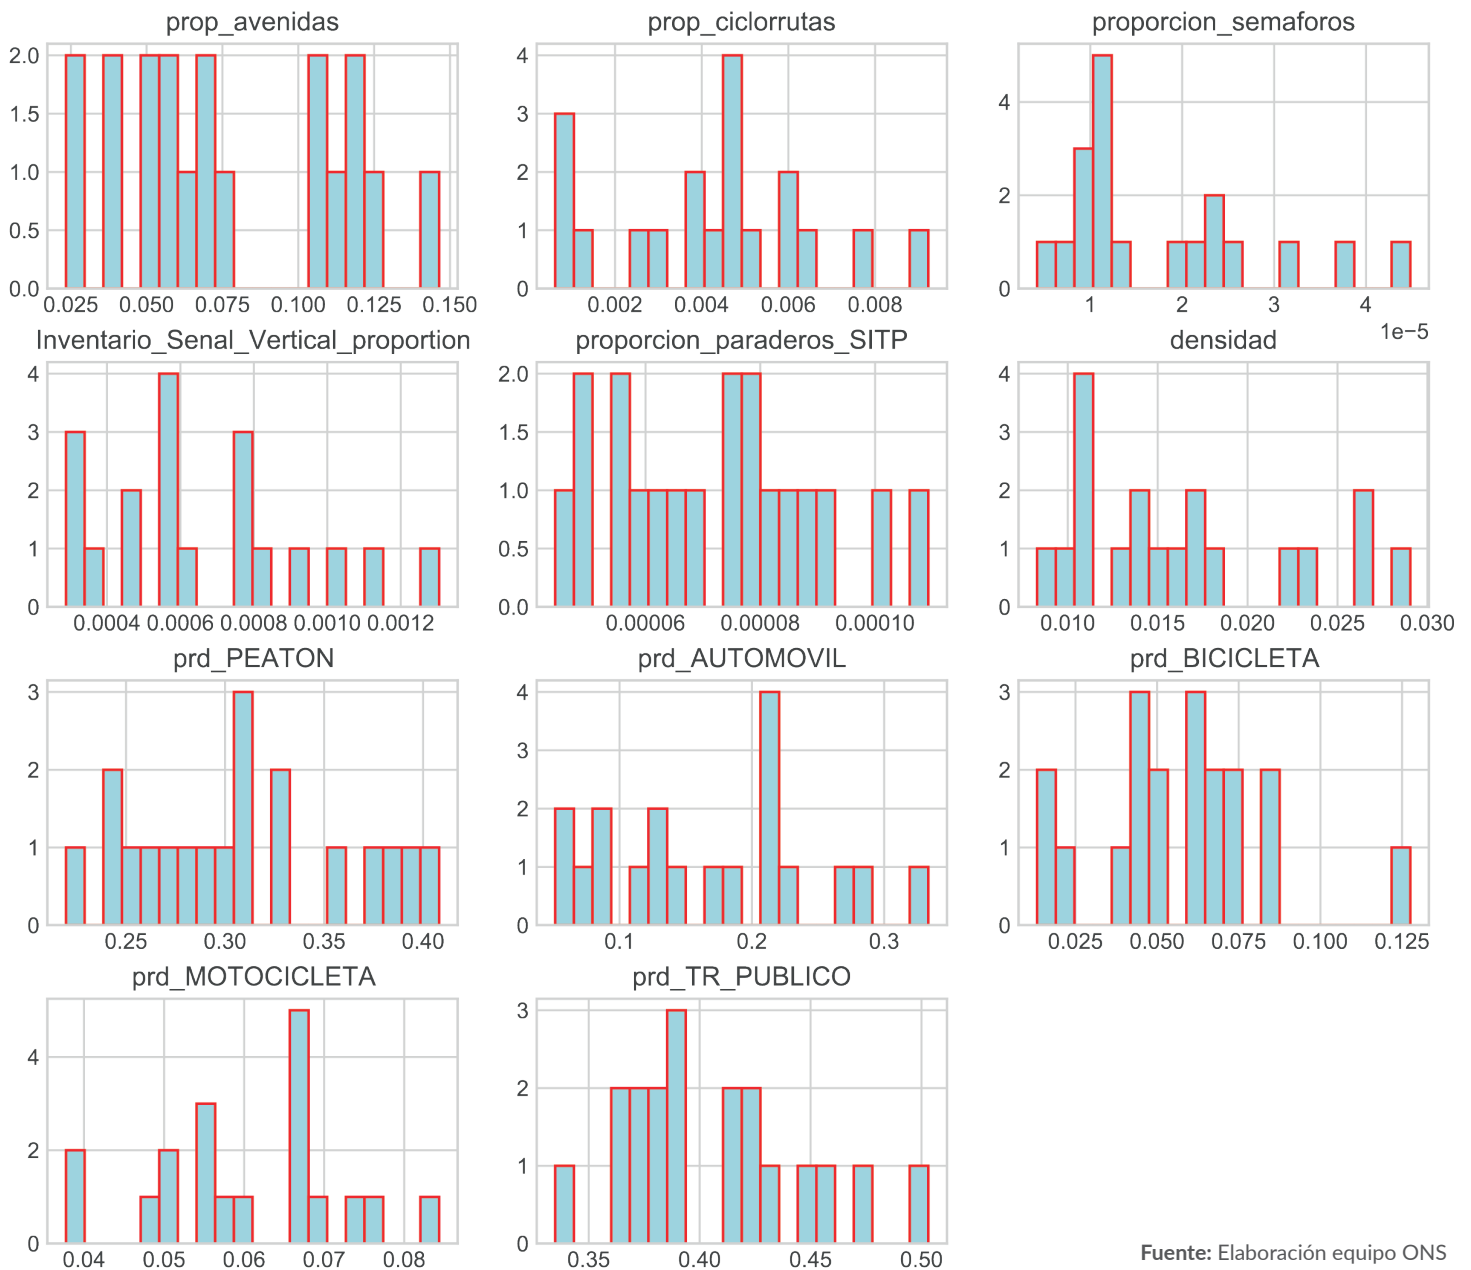 prop_avenidas
2.0
1.5
1.0
0.5
0.0
0.025 0.050 0.075 0.100 0.125 0.150
prop_ciclorrutas
4
3
2
1
0
0.002 0.004 0.006 0.008
proporcion_semaforos
4
2
0
1 2 3 4
1e−5
Inventario_Senal_Vertical_proportion
4
3
2
1
0
0.0004 0.0006 0.0008 0.0010 0.0012
proporcion_paraderos_SITP
2.0
1.5
1.0
0.5
0.0
0.00006 0.00008 0.00010
densidad
4
3
2
1
0
0.010 0.015 0.020 0.025 0.030
prd_PEATON
3
2
1
0
0.25 0.30 0.35 0.40
prd_AUTOMOVIL
4
3
2
1
0
0.1 0.2 0.3
prd_BICICLETA
3
2
1
0
0.025 0.050 0.075 0.100 0.125
prd_MOTOCICLETA
4
2
0
0.04 0.05 0.06 0.07 0.08
prd_TR_PUBLICO
3
2
1
0
0.35 0.40 0.45 0.50
Fuente: Elaboración equipo ONS